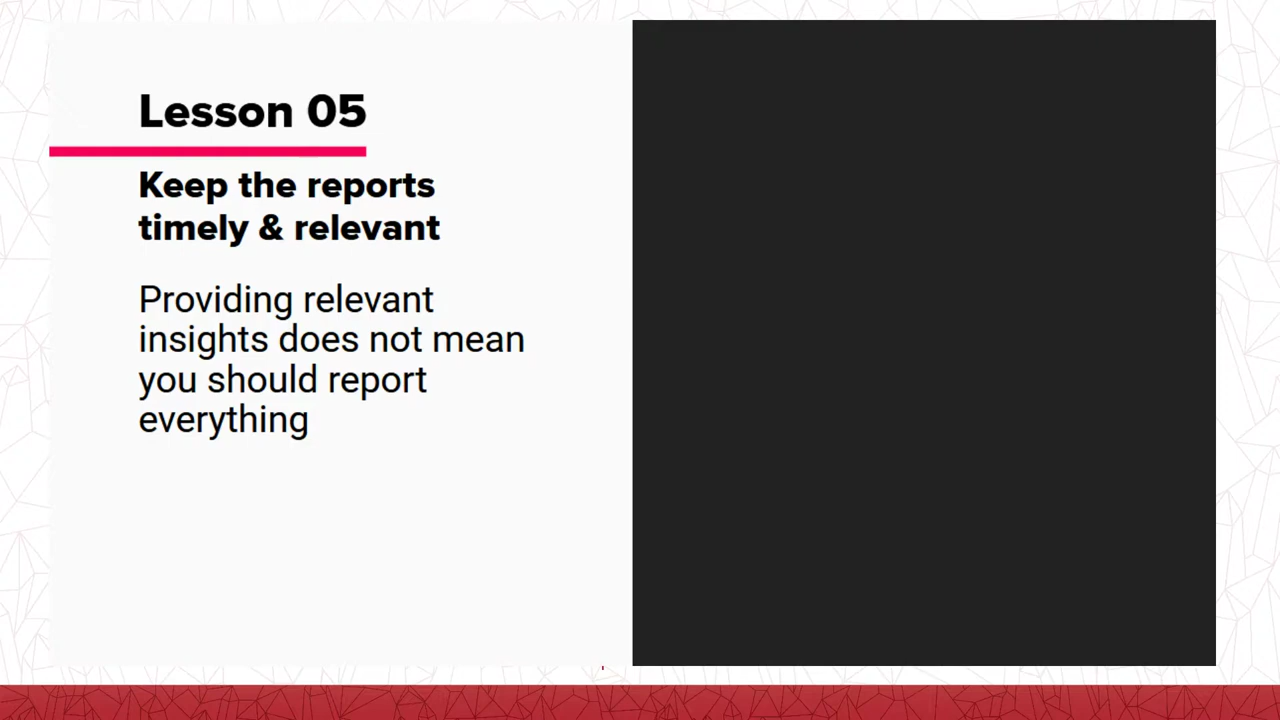 Lesson 05
Keep the reports
timely & relevant
Providing relevant
insights does not mean
you should report
everything